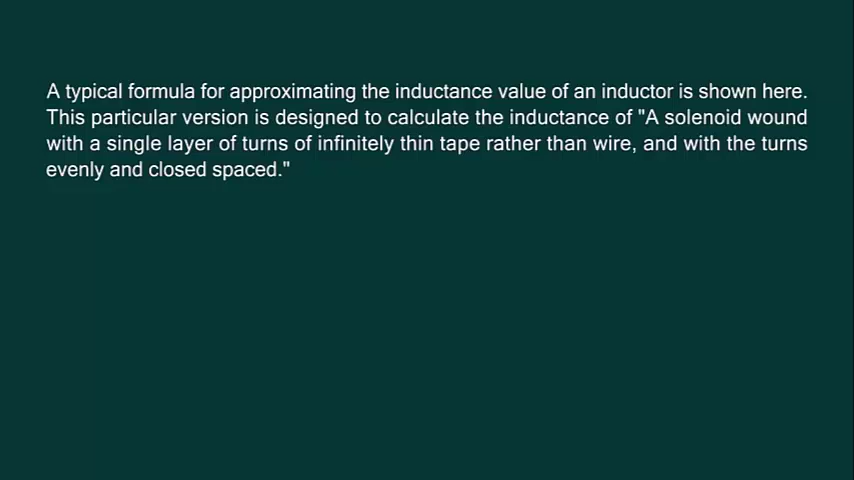 A typical formula for approximating the inductance value of an inductor is shown here.
This particular version is designed to calculate the inductance of "A solenoid wound
with a single layer of turns of infinitely thin tape rather than wire, and with the turns
evenly and closed spaced."